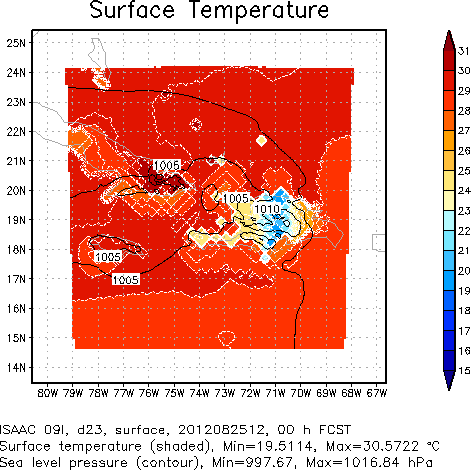 Surface Temperature
25N
24N
23N
22N
21N
20N
19N
18N
17N
16N
15N
14N
80W 79W 78W 77W 76W 75W 74W 73W 72W 71W 70W 69W 68W 67W
1005
1005
1010
1005
1005
31
30
29
28
27
26
25
24
23
22
21
20
19
18
17
16
15
ISAAC 09l, d23, surface, 2012082512, 00 h FCST
Surface temperature (shaded), Min=19.5114, Max=30.5722 °C
Sea level pressure (contour), Min=997.67, Max=1016.84 hPa